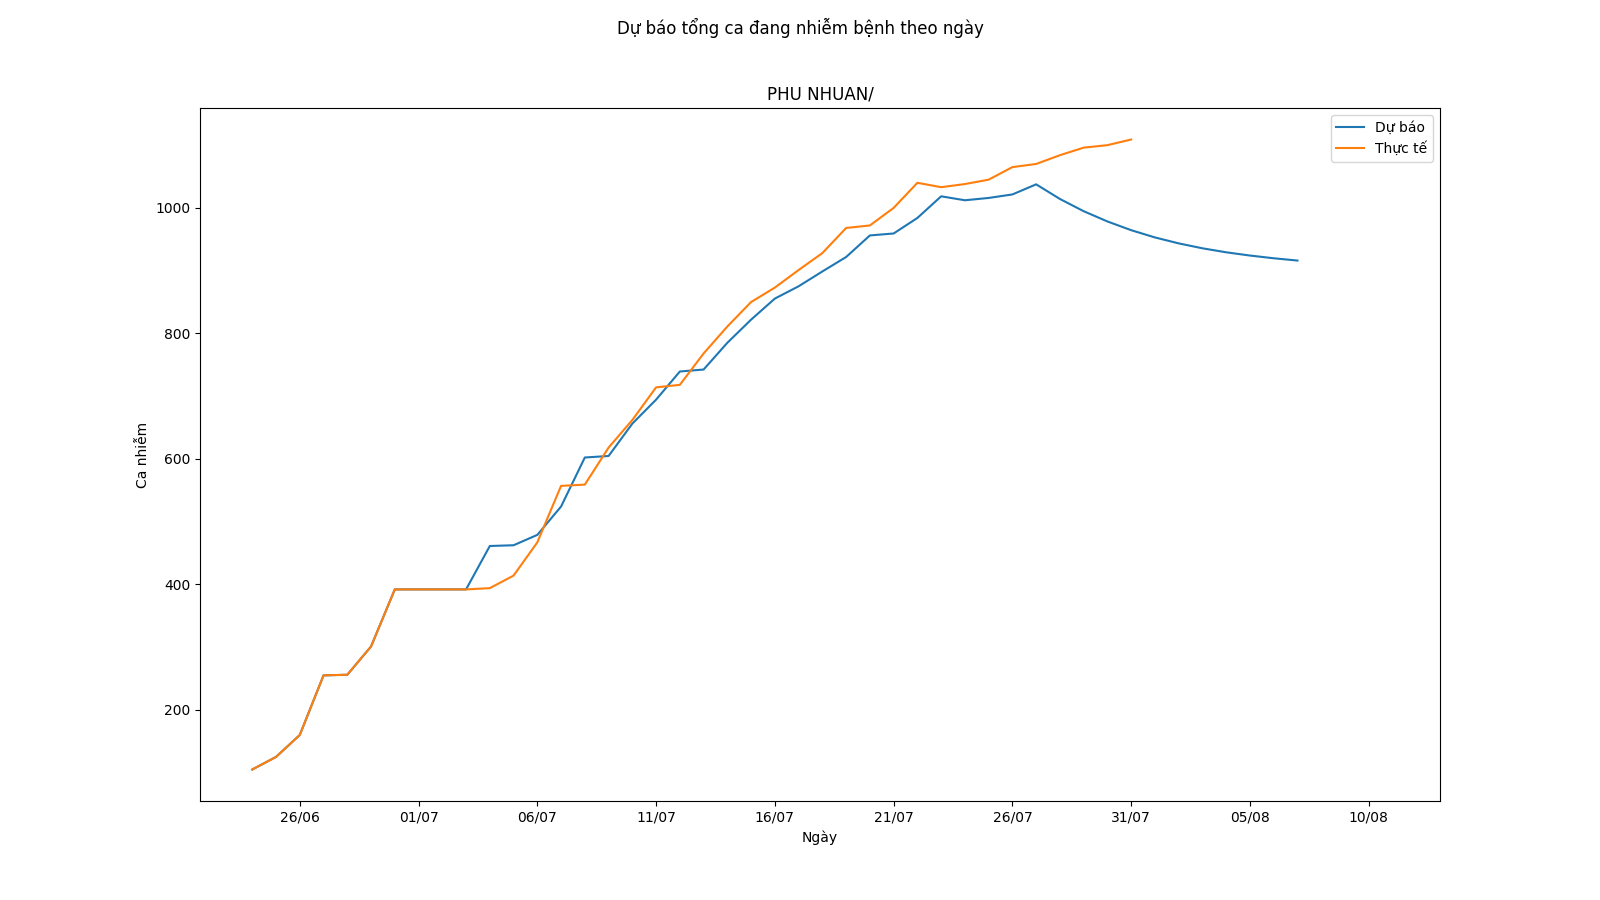 Dự báo tổng ca đang nhiễm bệnh theo ngày
PHU NHUAN/
Dự báo
Thực tế
1000
800
600
400
200
Ca nhiễm
26/06 01/07 06/07 11/07 16/07 21/07 26/07 31/07 05/08 10/08
Ngày